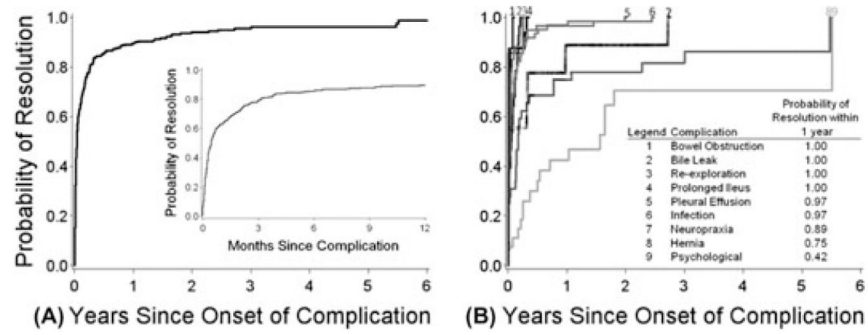 1.0
0.8
0.6
0.4
0.2
0.0
Probability of Resolution
1.0
0.8
0.6
0.4
0.2
0.0
Probability of Resolution
0 3 6 9 12
Months Since Complication
0 1 2 3 4 5 6
(A) Years Since Onset of Complication
1234 5 6 2 89
1.0
0.8
0.6
0.4
0.2
0.0
Probability of
Resolution within
Legend Complication 1 year
1 Bowel Obstruction 1.00
2 Bile Leak 1.00
3 Re-exploration 1.00
4 Prolonged Ileus 1.00
5 Pleural Effusion 0.97
6 Infection 0.97
7 Neuropraxia 0.89
8 Hernia 0.75
9 Psychological 0.42
0 1 2 3 4 5 6
(B) Years Since Onset of Complication